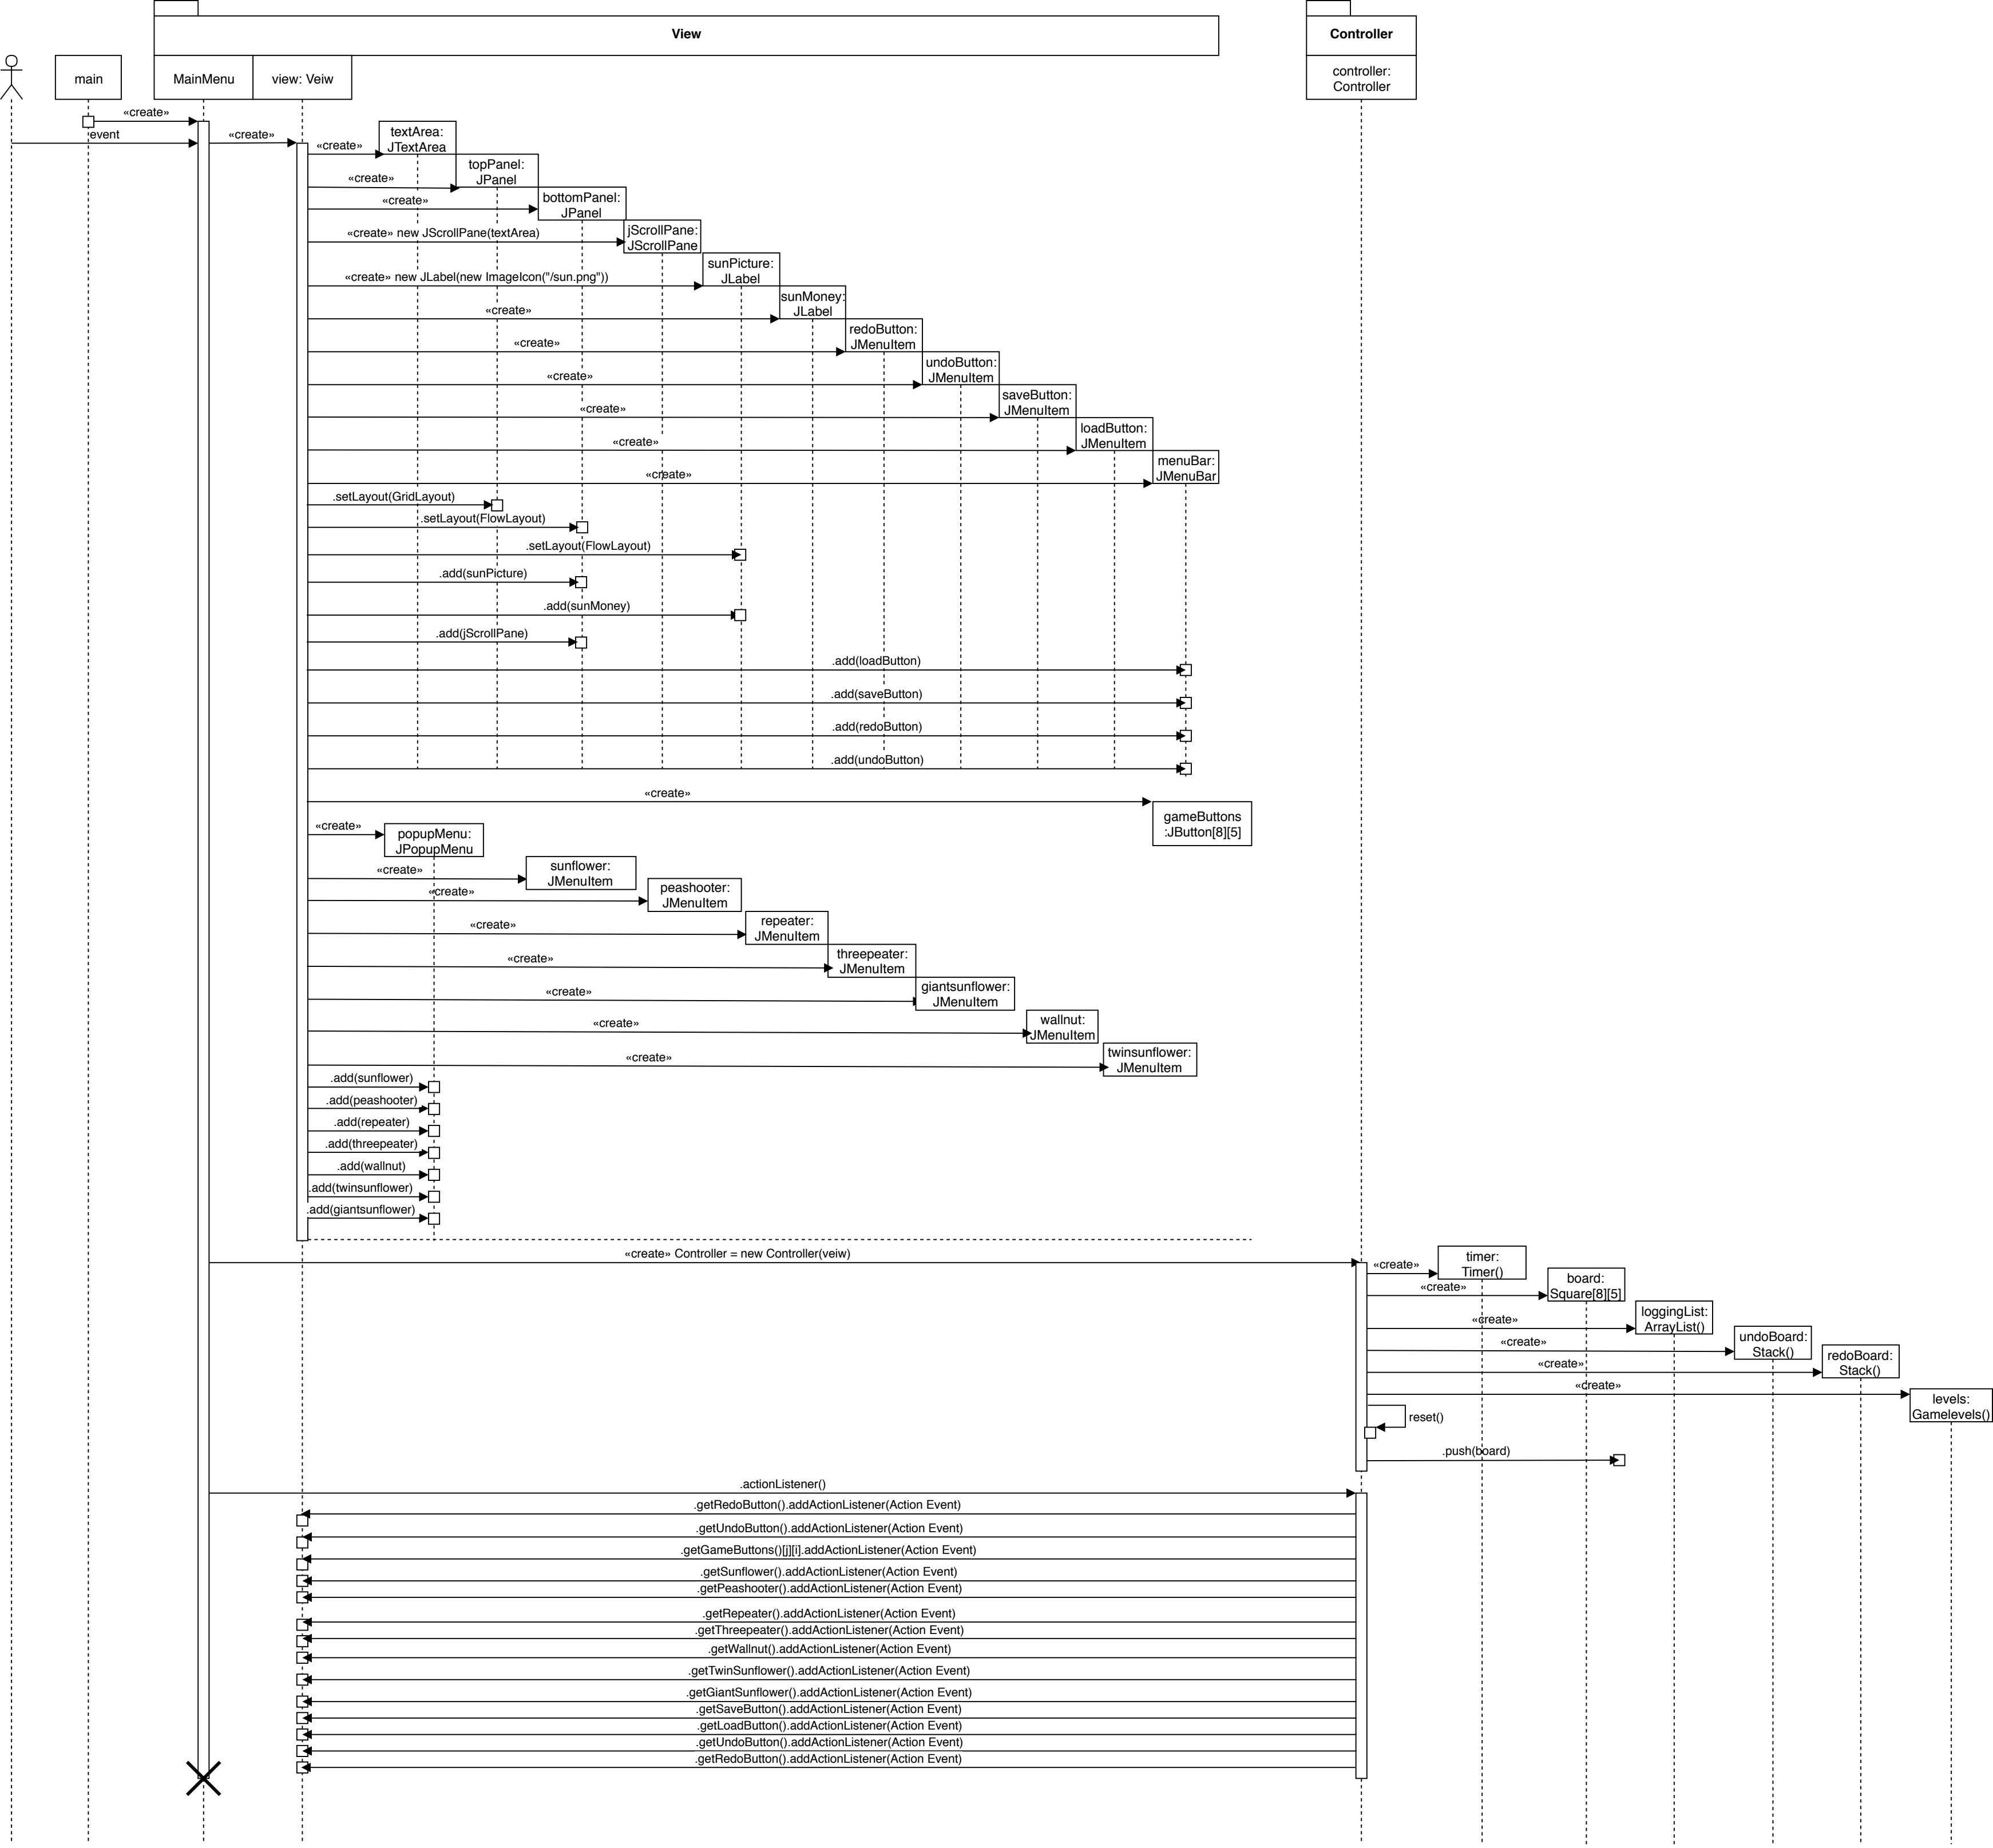 View
Controller
main
MainMenu
view: Veiw
controller:
Controller
«create»
event
«create»
textArea:
JTextArea
«create»
topPanel:
JPanel
«create»
bottomPanel:
JPanel
«create»
jScrollPane:
JScrollPane
«create» new JScrollPane(textArea)
sunPicture:
JLabel
«create» new JLabel(new ImageIcon("/sun.png"))
sunMoney:
JLabel
«create»
redoButton:
JMenuItem
«create»
undoButton:
JMenuItem
«create»
saveButton:
JMenuItem
«create»
loadButton:
JMenuItem
«create»
menuBar:
JMenuBar
«create»
.setLayout(GridLayout)
.setLayout(FlowLayout)
.setLayout(FlowLayout)
.add(sunPicture)
.add(sunMoney)
.add(jScrollPane)
.add(loadButton)
.add(saveButton)
.add(redoButton)
.add(undoButton)
«create»
gameButtons
:JButton[8][5]
«create»
popupMenu:
JPopupMenu
«create»
sunflower:
JMenuItem
«create»
peashooter:
JMenuItem
«create»
repeater:
JMenuItem
«create»
threepeater:
JMenuItem
«create»
giantsunflower:
JMenuItem
«create»
wallnut:
JMenuItem
«create»
twinsunflower:
JMenuItem
.add(sunflower)
.add(peashooter)
.add(repeater)
.add(threepeater)
.add(wallnut)
.add(twinsunflower)
.add(giantsunflower)
«create» Controller = new Controller(veiw)
«create»
timer:
Timer()
«create»
board:
Square[8][5]
«create»
loggingList:
ArrayList()
«create»
undoBoard:
Stack()
«create»
redoBoard:
Stack()
«create»
levels:
Gamelevels()
reset()
.push(board)
.actionListener()
.getRedoButton().addActionListener(Action Event)
.getUndoButton().addActionListener(Action Event)
.getGameButtons()[j][i].addActionListener(Action Event)
.getSunflower().addActionListener(Action Event)
.getPeashooter().addActionListener(Action Event)
.getRepeater().addActionListener(Action Event)
.getThreepeater().addActionListener(Action Event)
.getWallnut().addActionListener(Action Event)
.getTwinSunflower().addActionListener(Action Event)
.getGiantSunflower().addActionListener(Action Event)
.getSaveButton().addActionListener(Action Event)
.getLoadButton().addActionListener(Action Event)
.getUndoButton().addActionListener(Action Event)
.getRedoButton().addActionListener(Action Event)